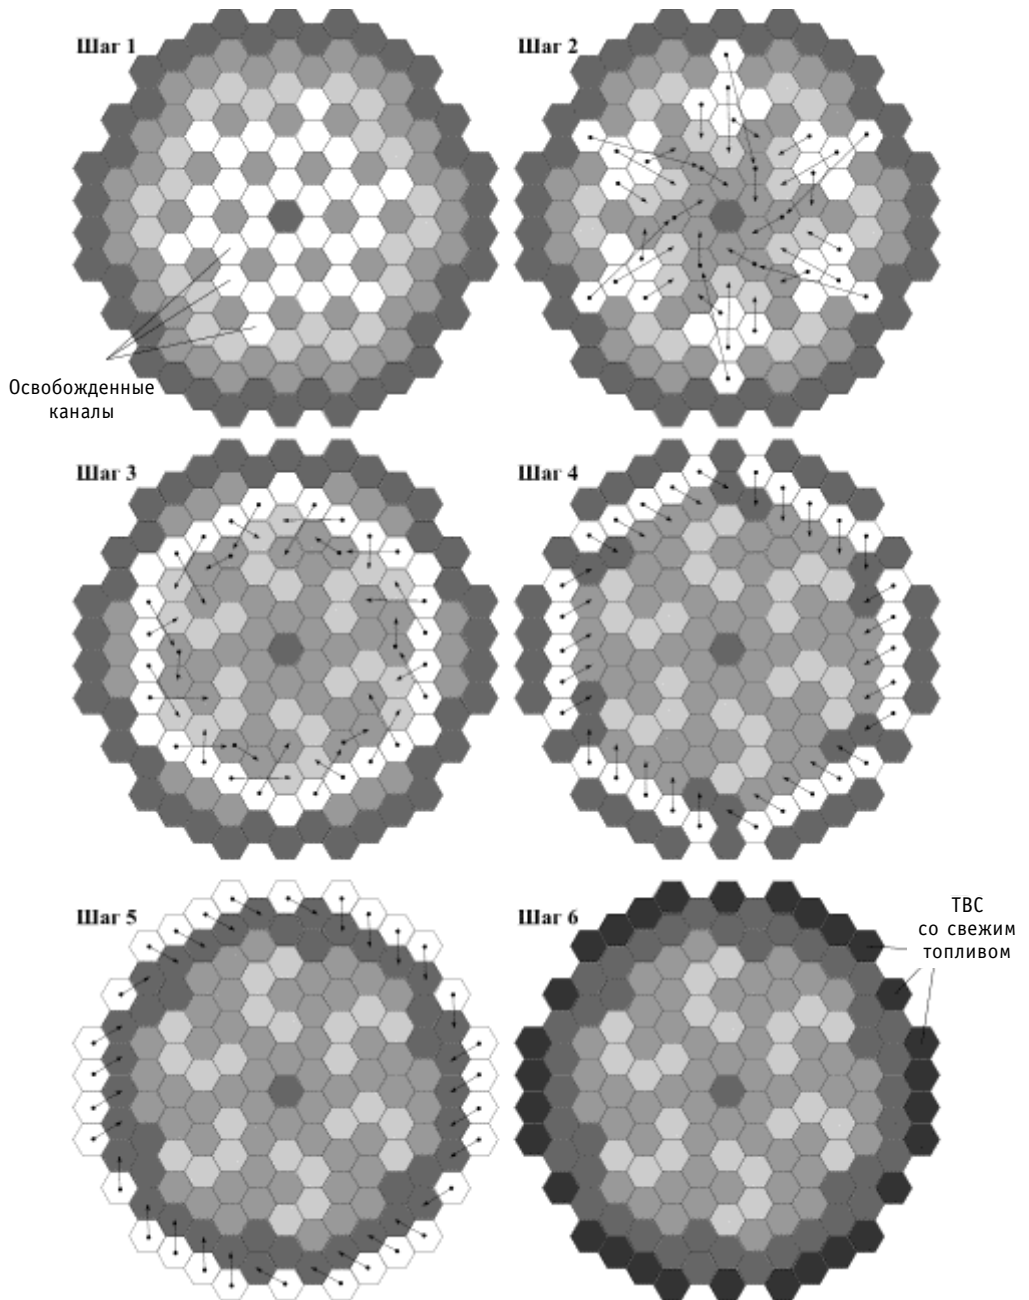 Шаг 1
Шаг 2
Освобожденные
каналы
Шаг 3
Шаг 4
Шаг 5
Шаг 6
ТВС
со свежим
топливом